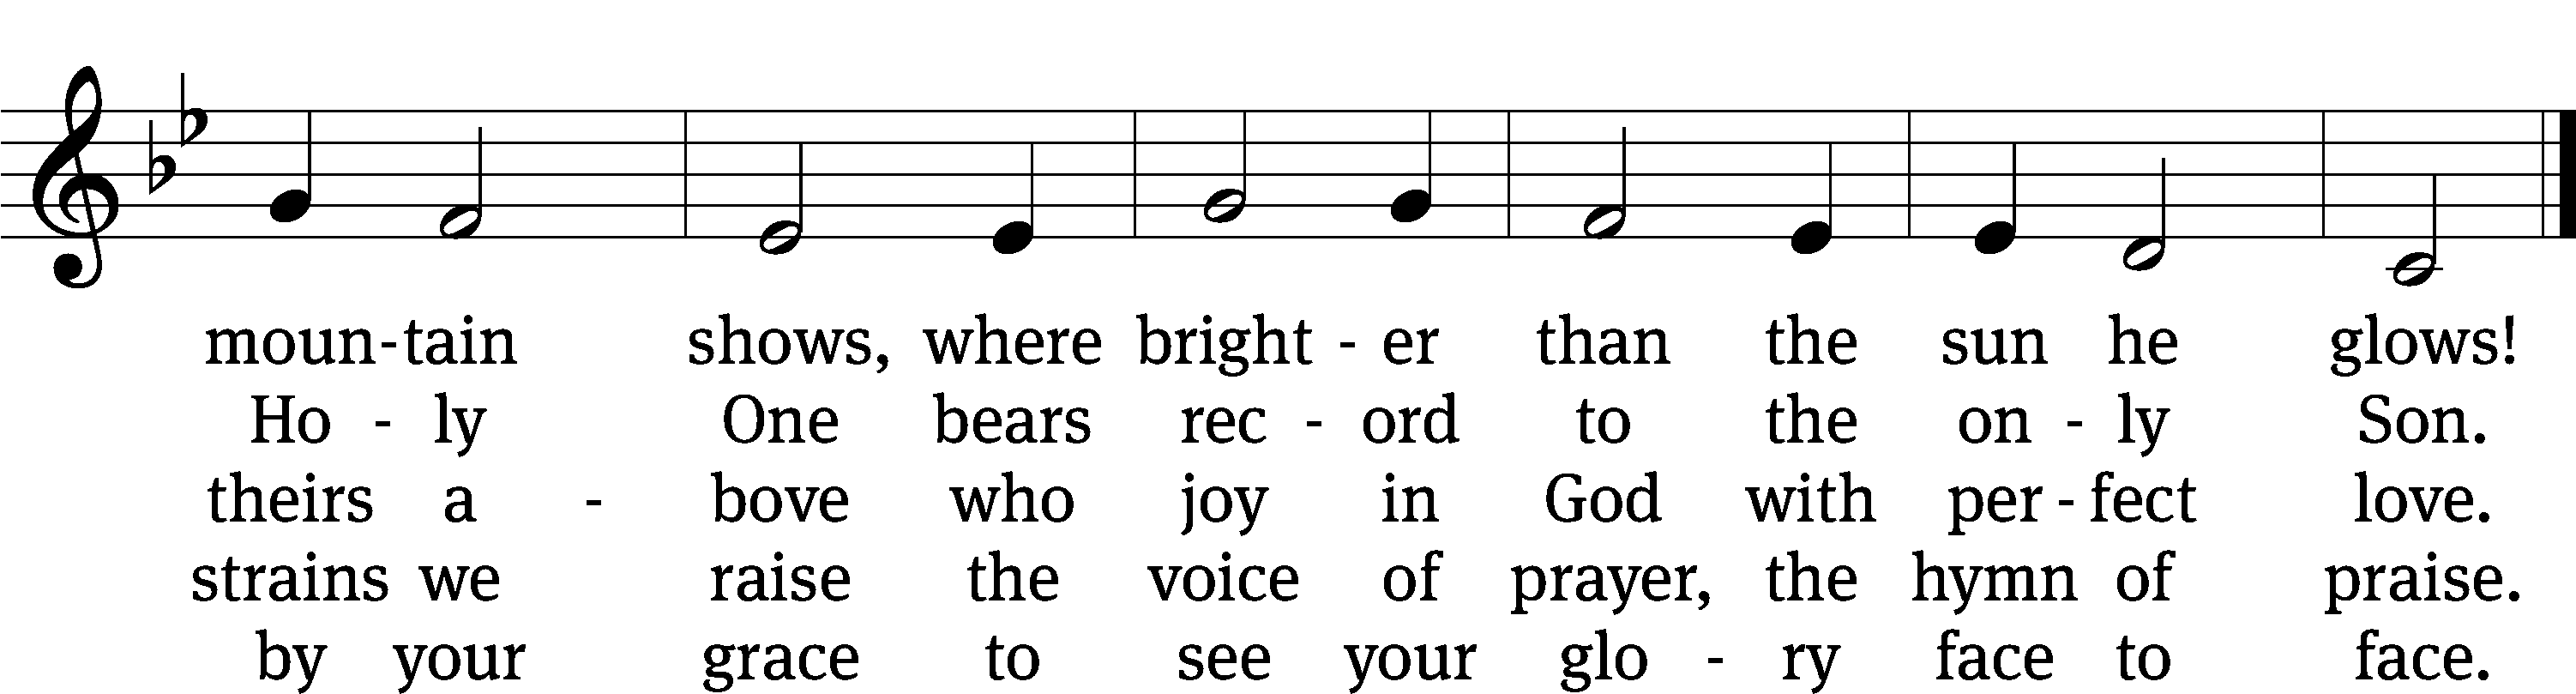 moun-tain shows, where bright - er than the sun he glows!
Ho - ly One bears rec - ord to the on - ly Son.
theirs a - bove who joy in God with per - fect love.
strains we raise the voice of prayer, the hymn of praise.
by your grace to see your glo - ry face to face.